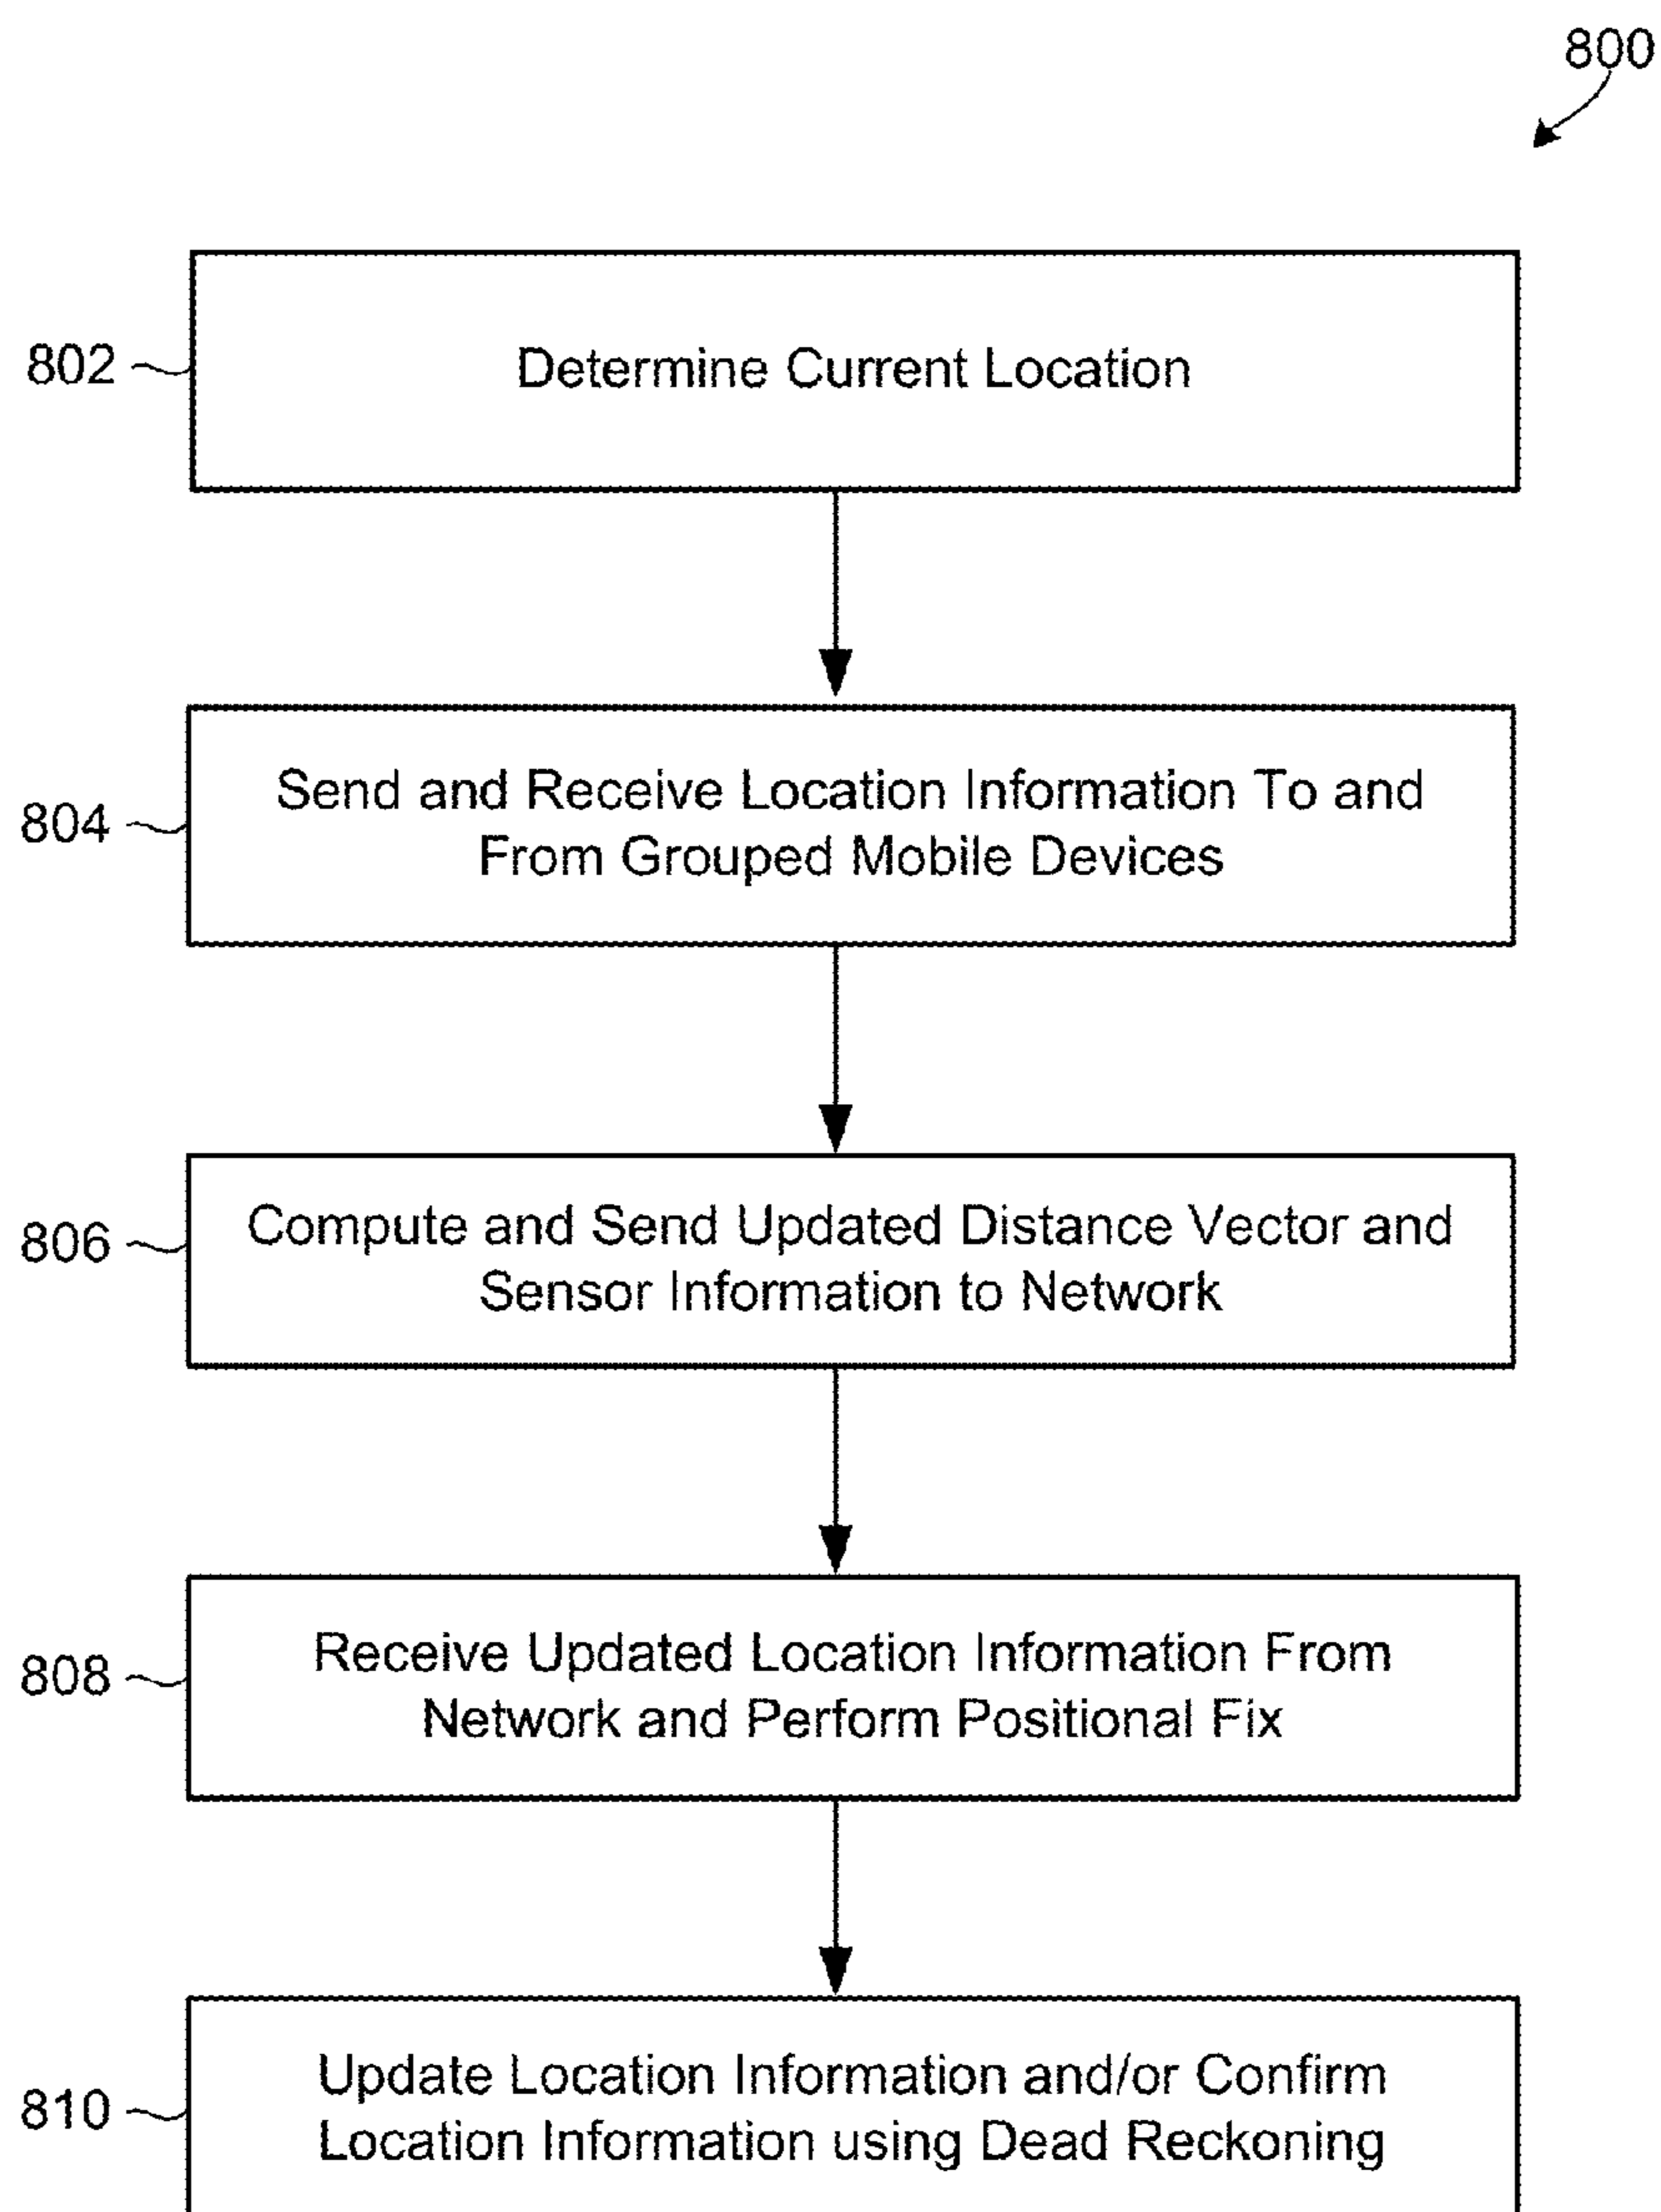 800
802
Determine Current Location
804
Send and Receive Location Information To and
From Grouped Mobile Devices
806
Compute and Send Updated Distance Vector and
Sensor Information to Network
808
Receive Updated Location Information From
Network and Perform Positional Fix
810
Update Location Information and/or Confirm
Location Information using Dead Reckoning